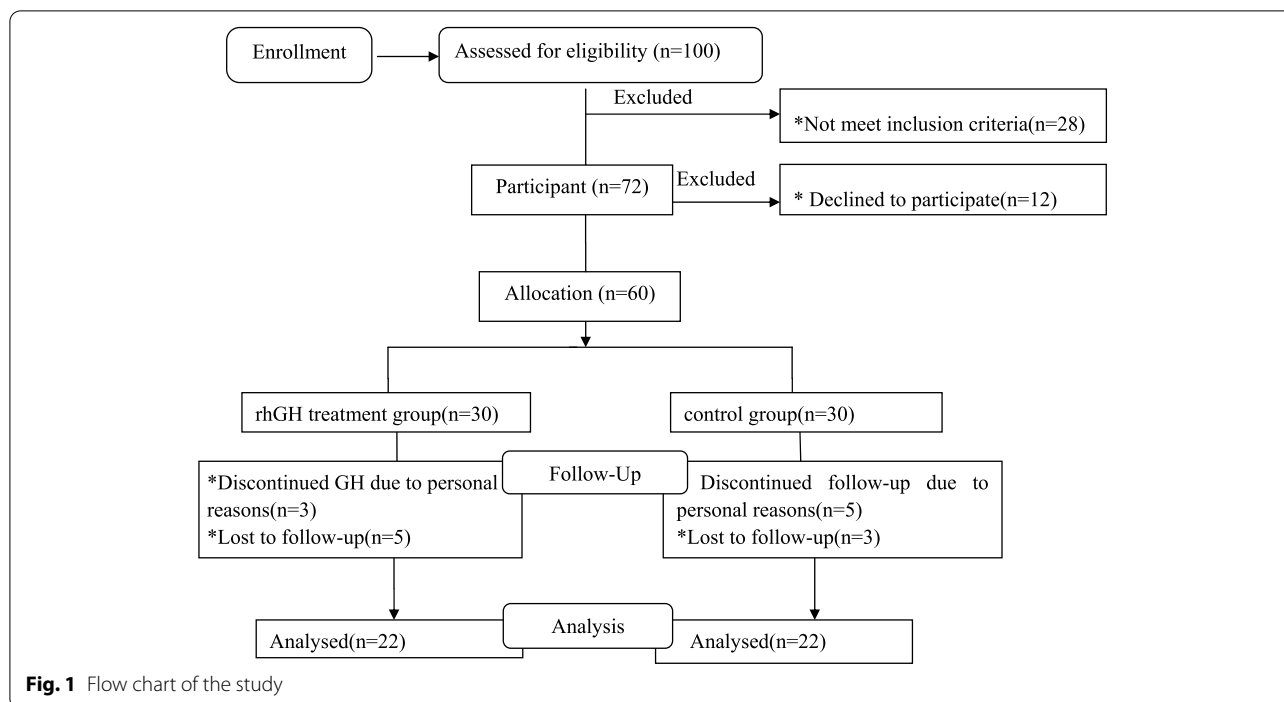 Enrollment
Assessed for eligibility (n=100)
Excluded
*Not meet inclusion criteria(n=28)
Participant (n=72)
Excluded
* Declined to participate(n=12)
Allocation (n=60)
rhGH treatment group(n=30)
control group(n=30)
Follow-Up
*Discontinued GH due to personal
reasons(n=3)
*Lost to follow-up(n=5)
Discontinued follow-up due to
personal reasons(n=5)
*Lost to follow-up(n=3)
Analysis
Analysed(n=22)
Analysed(n=22)
Fig. 1 Flow chart of the study